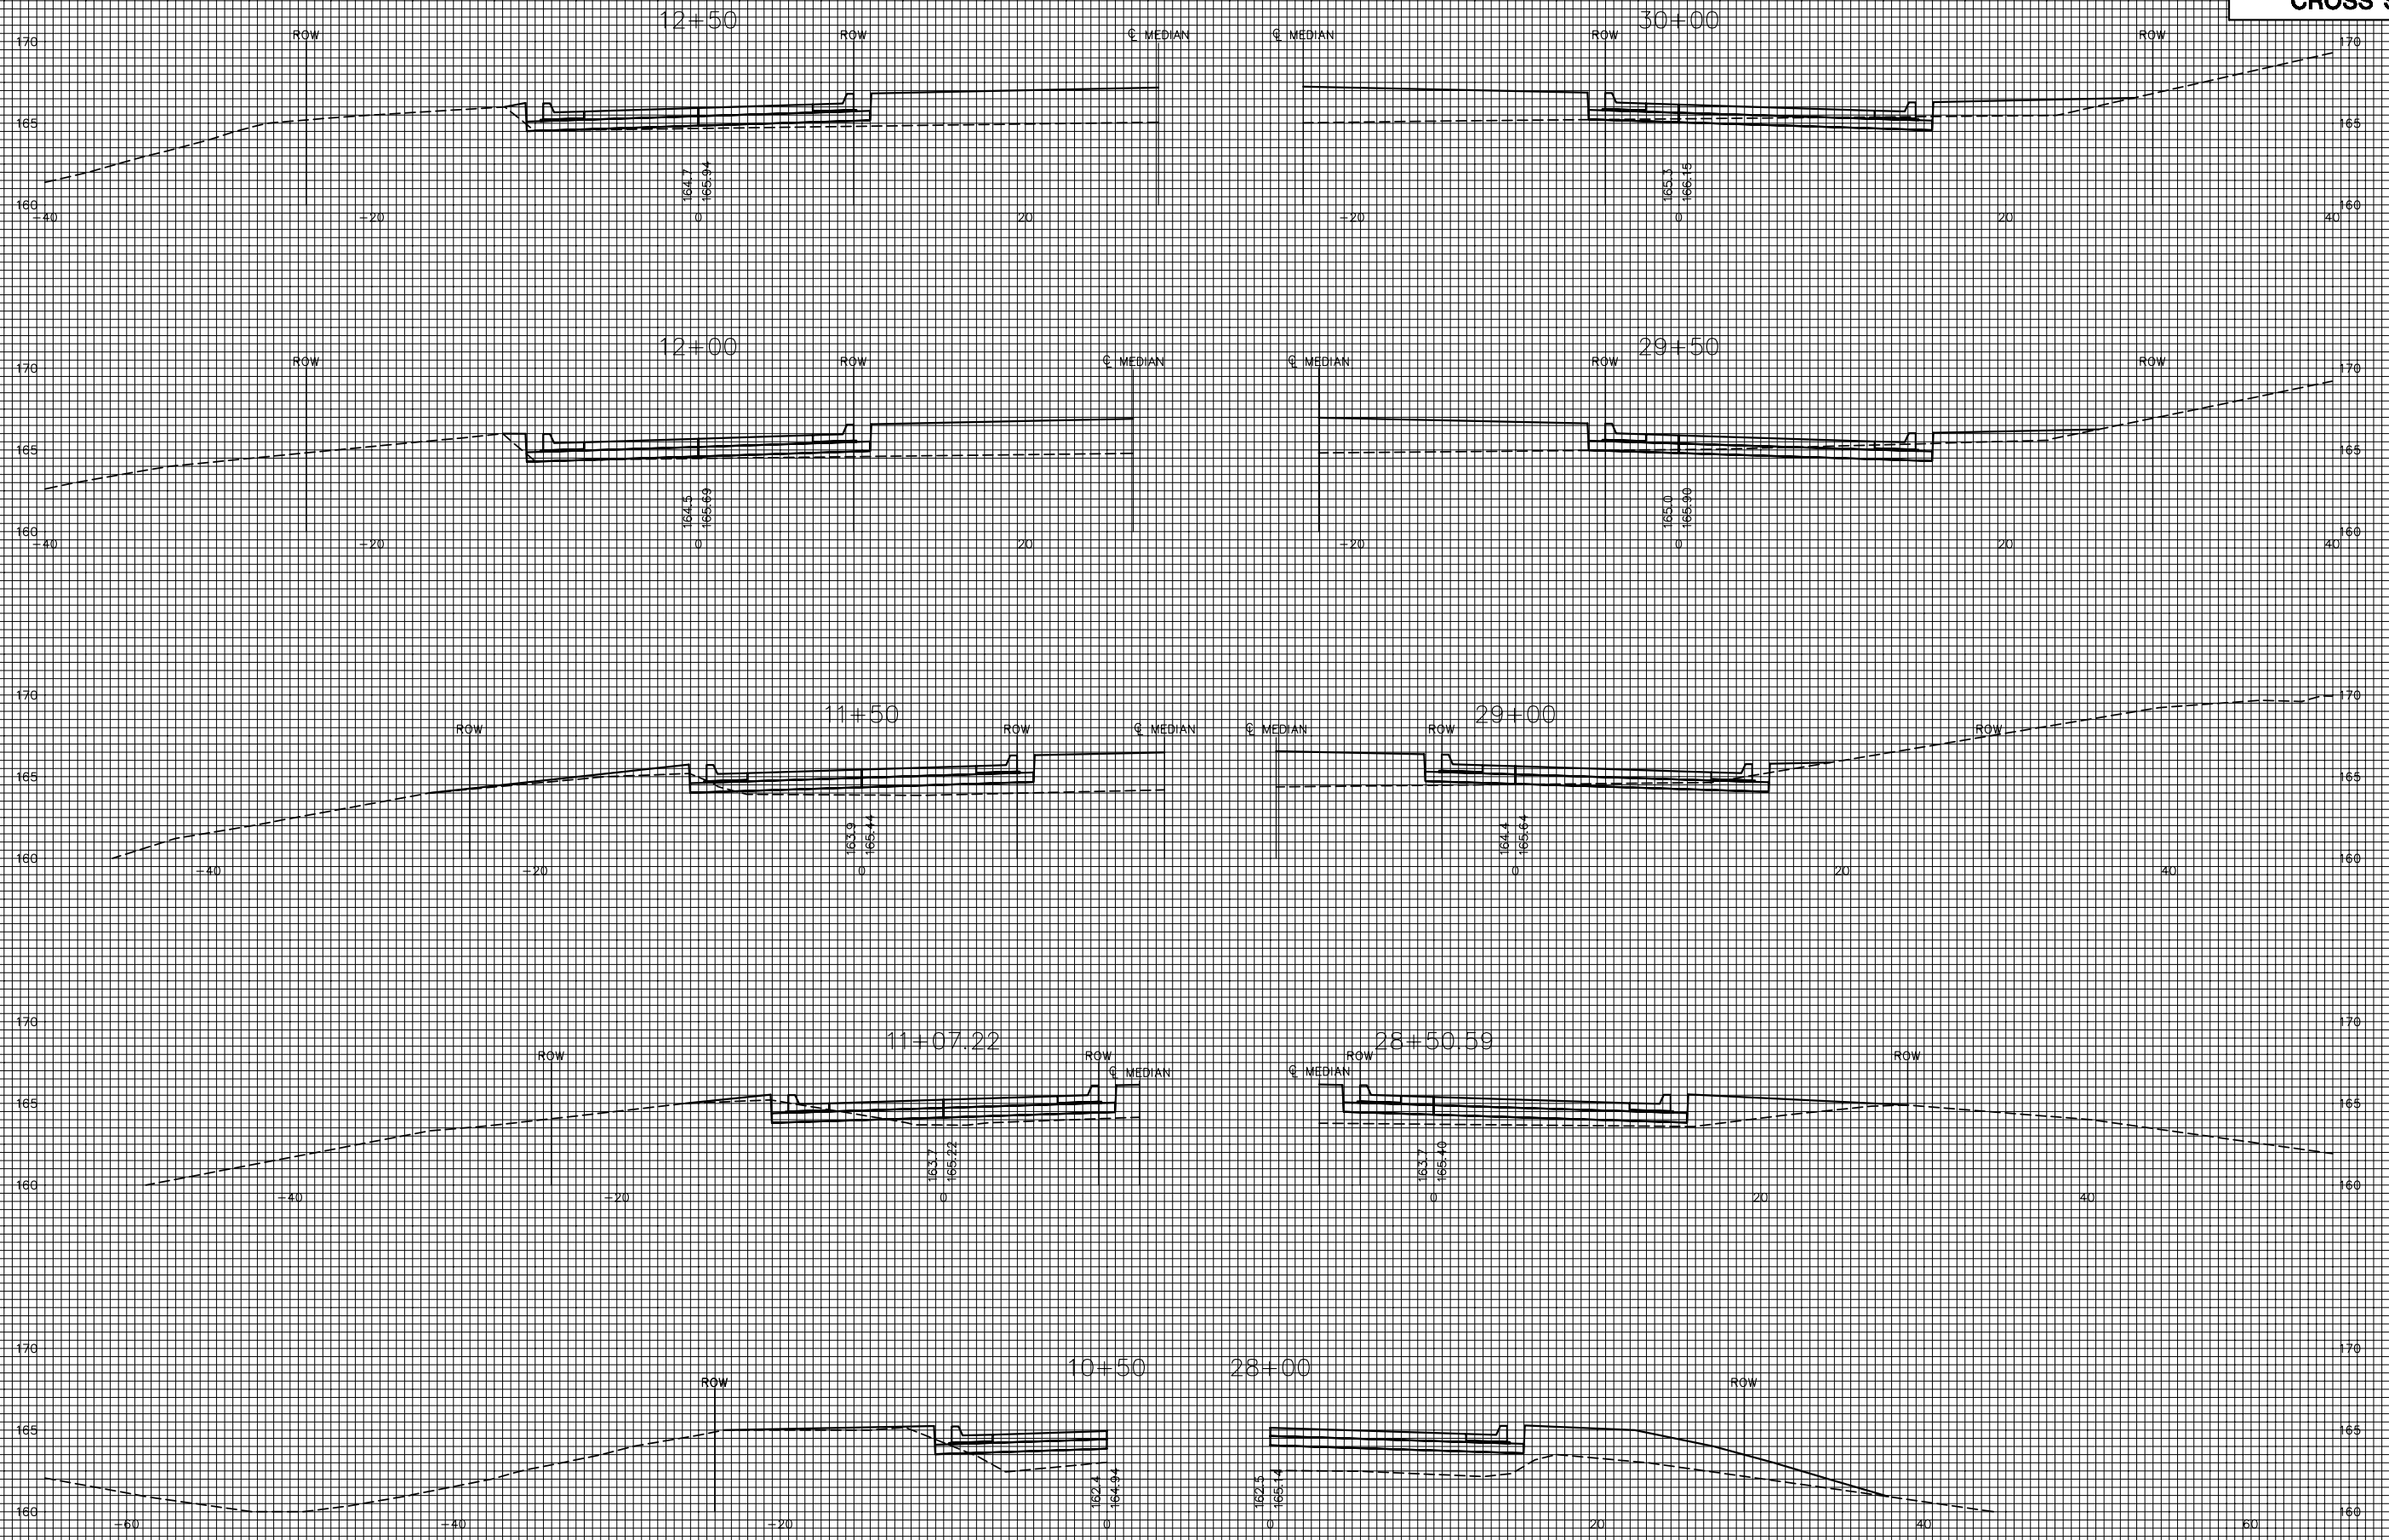 CROSS S
12+50 30+00
170 ROW ROW ℄ MEDIAN ℄ MEDIAN ROW ROW 170
165 165
164.7 165.94 165.3 166.15
160 160
-40 -20 0 20 -20 0 20 40
12+00 29+50
170 ROW ROW ℄ MEDIAN ℄ MEDIAN ROW ROW 170
165 165
164.5 165.69 165.0 165.90
160 160
-40 -20 0 20 -20 0 20 40
170 170
11+50 29+00
ROW ROW ℄ MEDIAN ℄ MEDIAN ROW ROW
165 165
163.9 165.44 164.4 165.64
160 160
-40 -20 0 0 20 40
170 170
11+07.22 28+50.59
ROW ROW ROW ROW
℄ MEDIAN ℄ MEDIAN
165 165
163.7 165.22 163.7 165.40
160 160
-40 -20 0 0 20 40
170 170
10+50 28+00
ROW ROW
165 165
162.4 164.94 162.5 165.14
160 160
-60 -40 -20 0 0 20 40 60